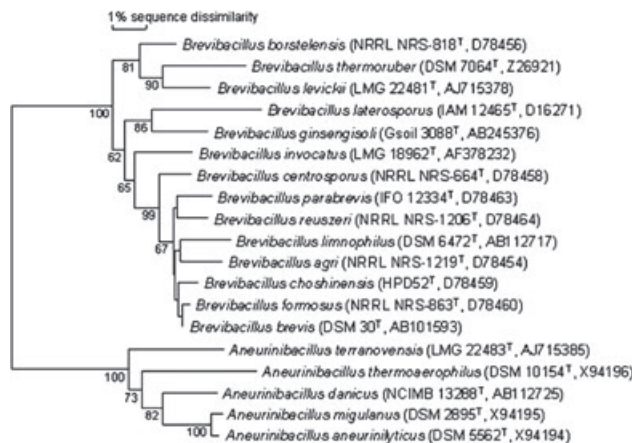 1% sequence dissimilarity
Brevibacillus borstelensis (NRRL NRS-818ᵀ, D78456)
81
Brevibacillus thermoruber (DSM 7064ᵀ, Z26921)
90
Brevibacillus levickii (LMG 22481ᵀ, AJ715378)
100
Brevibacillus laterosporus (IAM 12465ᵀ, D16271)
86
Brevibacillus ginsengisoli (Gsoil 3088ᵀ, AB245376)
62
Brevibacillus invocatus (LMG 18962ᵀ, AF378232)
65
Brevibacillus centrosporus (NRRL NRS-664ᵀ, D78458)
Brevibacillus parabrevis (IFO 12334ᵀ, D78463)
99
Brevibacillus reuszeri (NRRL NRS-1206ᵀ, D78464)
67
Brevibacillus limnophilus (DSM 6472ᵀ, AB112717)
Brevibacillus agri (NRRL NRS-1219ᵀ, D78454)
Brevibacillus choshinensis (HPD52ᵀ, D78459)
Brevibacillus formosus (NRRL NRS-863ᵀ, D78460)
Brevibacillus brevis (DSM 30ᵀ, AB101593)
Aneurinibacillus terranovensis (LMG 22483ᵀ, AJ715385)
100
Aneurinibacillus thermoaerophilus (DSM 10154ᵀ, X94196)
73
Aneurinibacillus danicus (NCIMB 13288ᵀ, AB112725)
82
Aneurinibacillus migulanus (DSM 2895ᵀ, X94195)
100
Aneurinibacillus aneurinilyticus (DSM 5562ᵀ, X94194)